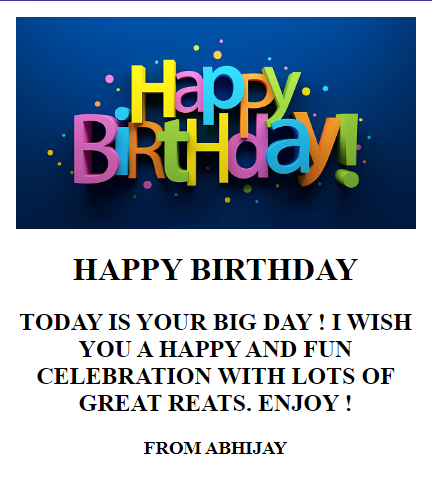 Happy
BiRtHday!
HAPPY BIRTHDAY
TODAY IS YOUR BIG DAY ! I WISH
YOU A HAPPY AND FUN
CELEBRATION WITH LOTS OF
GREAT REATS. ENJOY !
FROM ABHIJAY